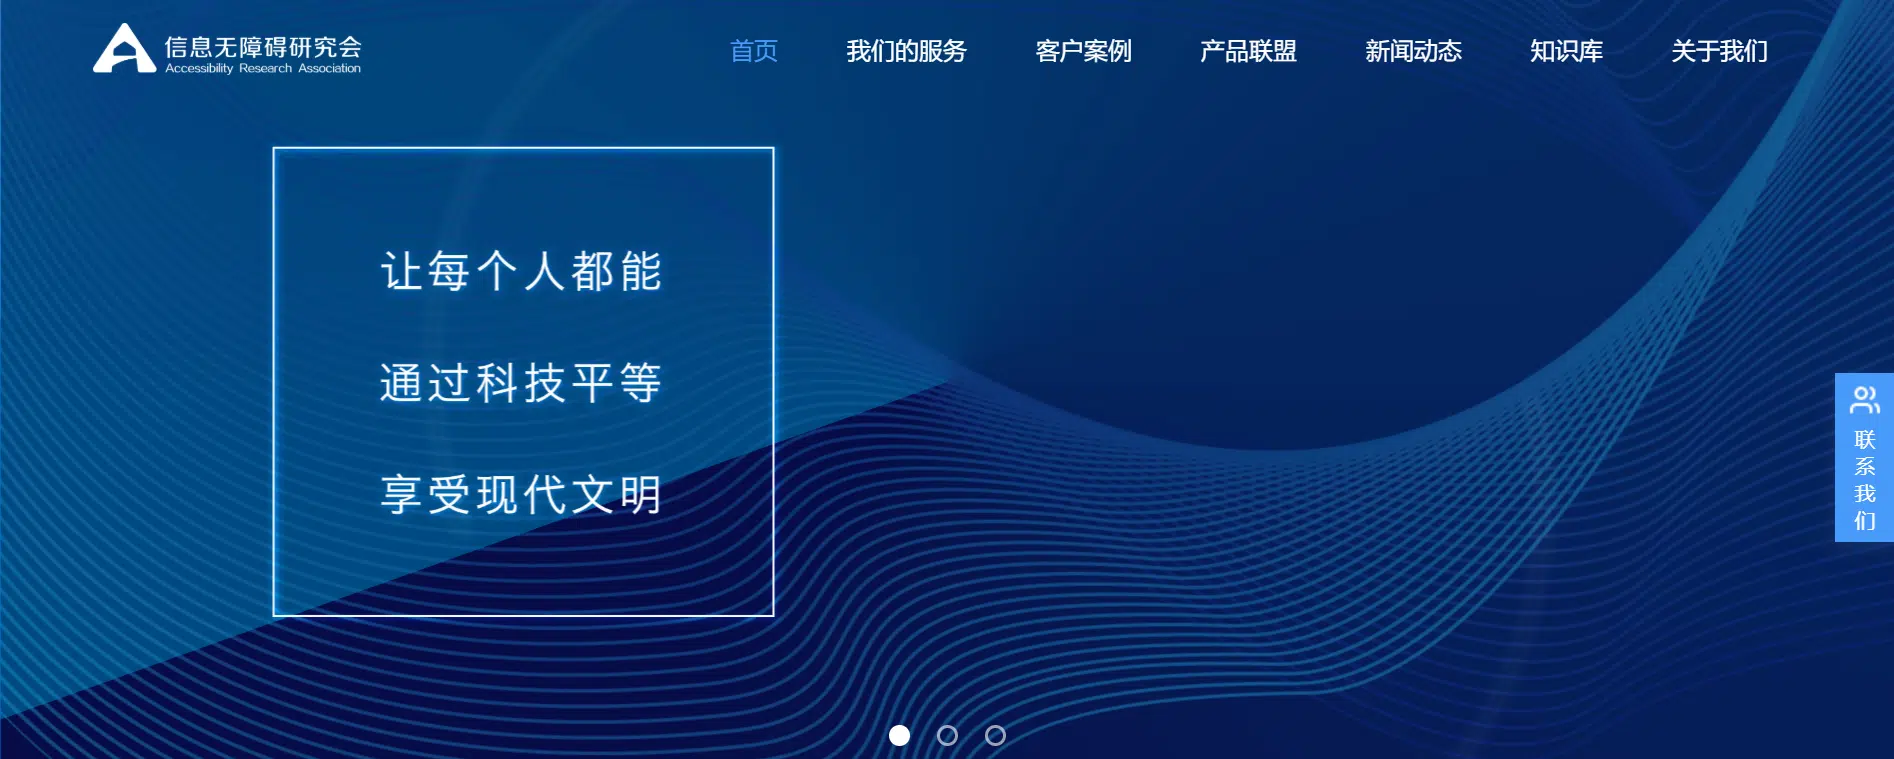 信息无障碍研究会
Accessibility Research Association
首页 我们的服务 客户案例 产品联盟 新闻动态 知识库 关于我们
让每个人都能
通过科技平等
享受现代文明
联系我们